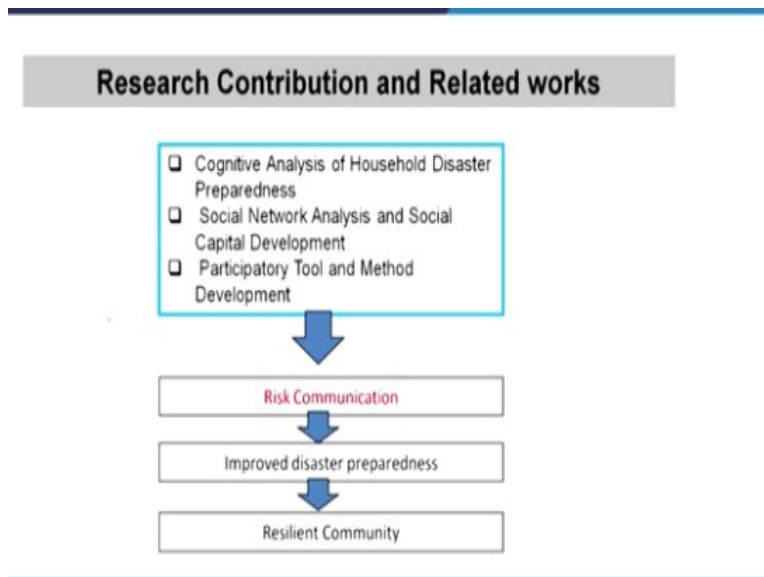 Research Contribution and Related works
❑ Cognitive Analysis of Household Disaster
Preparedness
❑ Social Network Analysis and Social
Capital Development
❑ Participatory Tool and Method
Development
Risk Communication
Improved disaster preparedness
Resilient Community